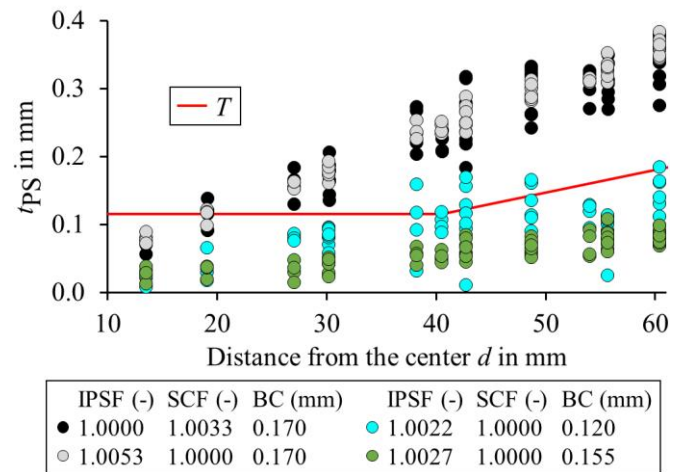 0.4
0.3
0.2
0.1
0.0
tPS in mm
T
10 20 30 40 50 60
Distance from the center d in mm
IPSF (-) SCF (-) BC (mm) IPSF (-) SCF (-) BC (mm)
1.0000 1.0033 0.170 1.0022 1.0000 0.120
1.0053 1.0000 0.170 1.0027 1.0000 0.155